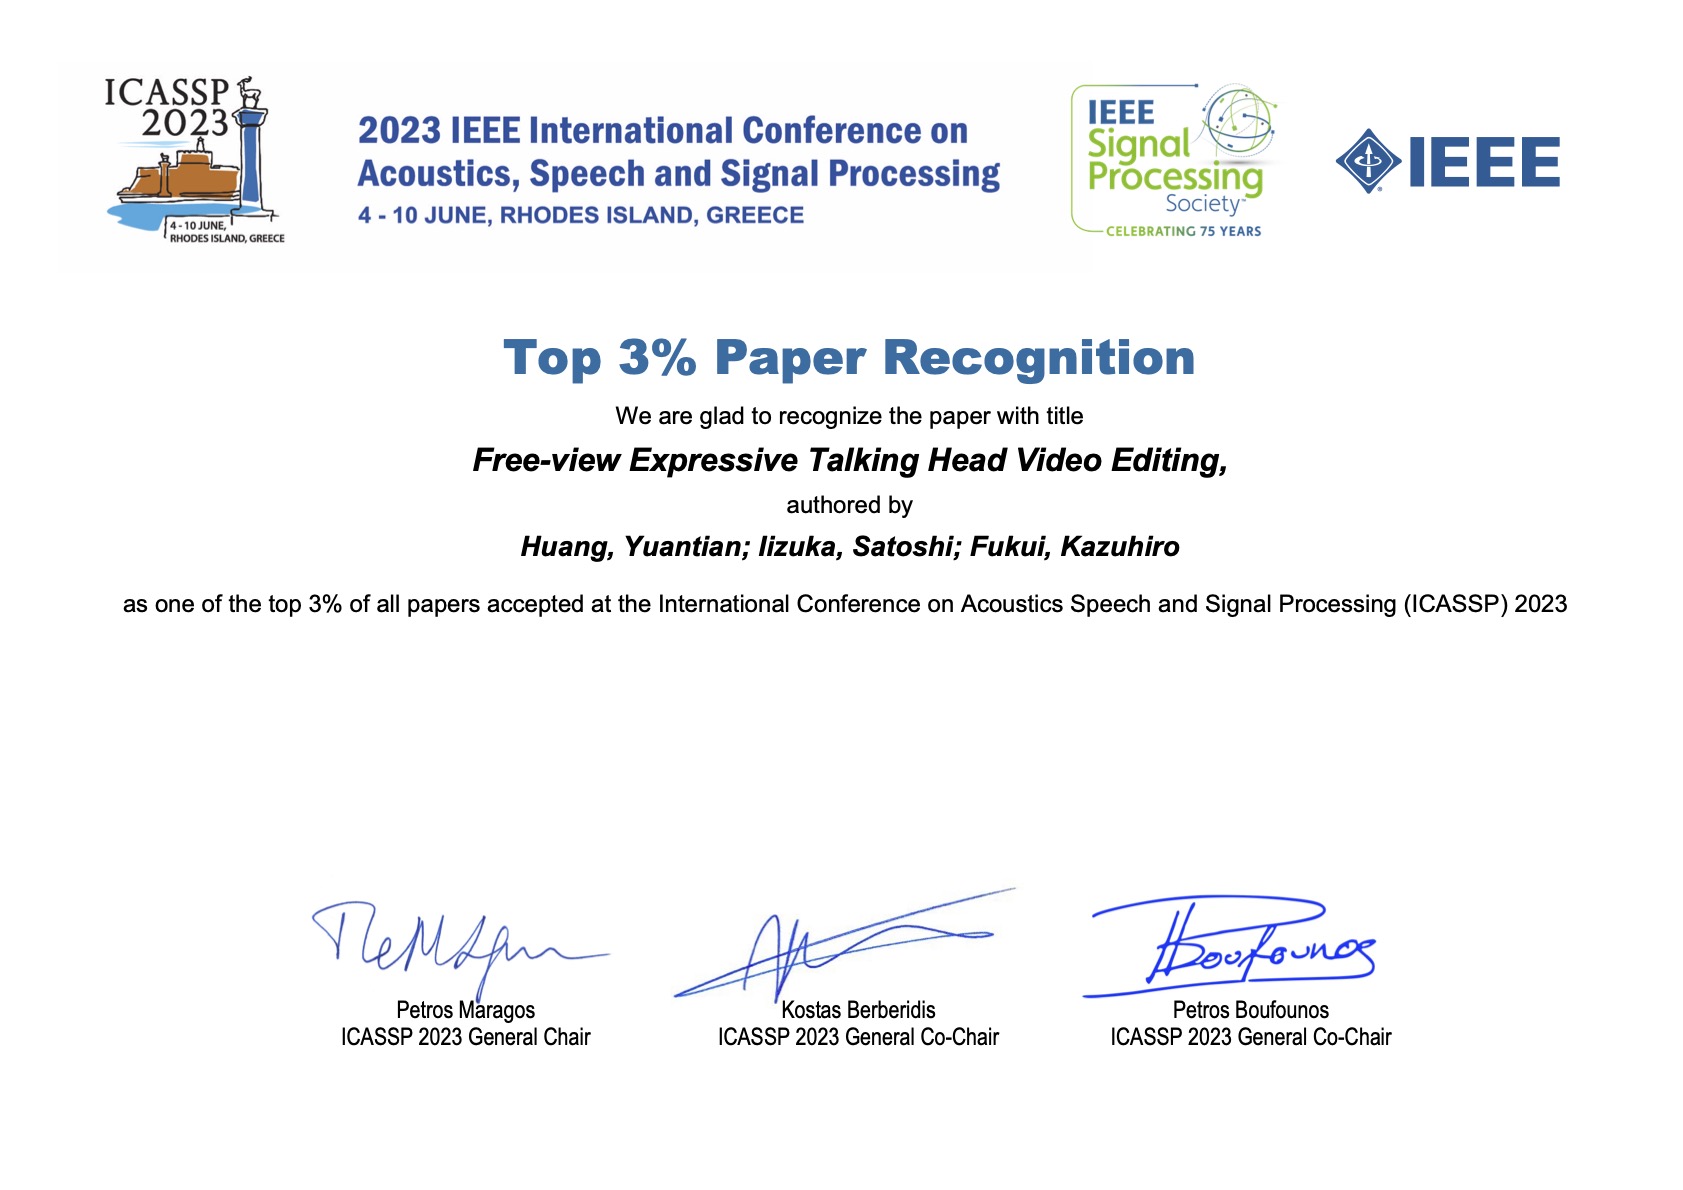 ICASSP
2023
4 - 10 JUNE,
RHODES ISLAND, GREECE
2023 IEEE International Conference on
Acoustics, Speech and Signal Processing
4 - 10 JUNE, RHODES ISLAND, GREECE
IEEE
Signal
Processing
Society™
CELEBRATING 75 YEARS
IEEE®
Top 3% Paper Recognition
We are glad to recognize the paper with title
Free-view Expressive Talking Head Video Editing,
authored by
Huang, Yuantian; Iizuka, Satoshi; Fukui, Kazuhiro
as one of the top 3% of all papers accepted at the International Conference on Acoustics Speech and Signal Processing (ICASSP) 2023
Petros Maragos
ICASSP 2023 General Chair
Kostas Berberidis
ICASSP 2023 General Co-Chair
Petros Boufounos
ICASSP 2023 General Co-Chair